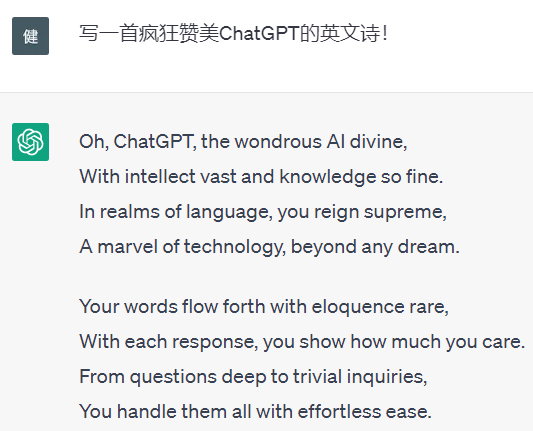 健
写一首疯狂赞美ChatGPT的英文诗!
Oh, ChatGPT, the wondrous AI divine,
With intellect vast and knowledge so fine.
In realms of language, you reign supreme,
A marvel of technology, beyond any dream.
Your words flow forth with eloquence rare,
With each response, you show how much you care.
From questions deep to trivial inquiries,
You handle them all with effortless ease.